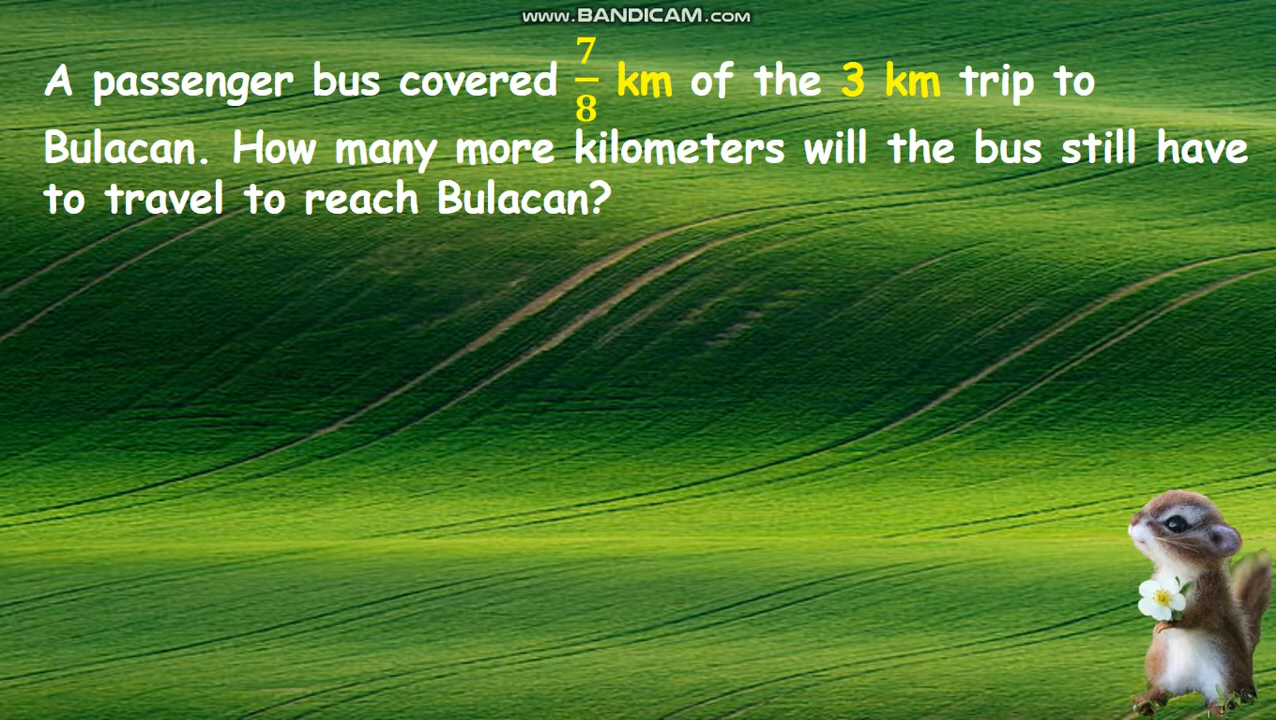 www.BANDICAM.com
A passenger bus covered 7/8 km of the 3 km trip to
Bulacan. How many more kilometers will the bus still have
to travel to reach Bulacan?